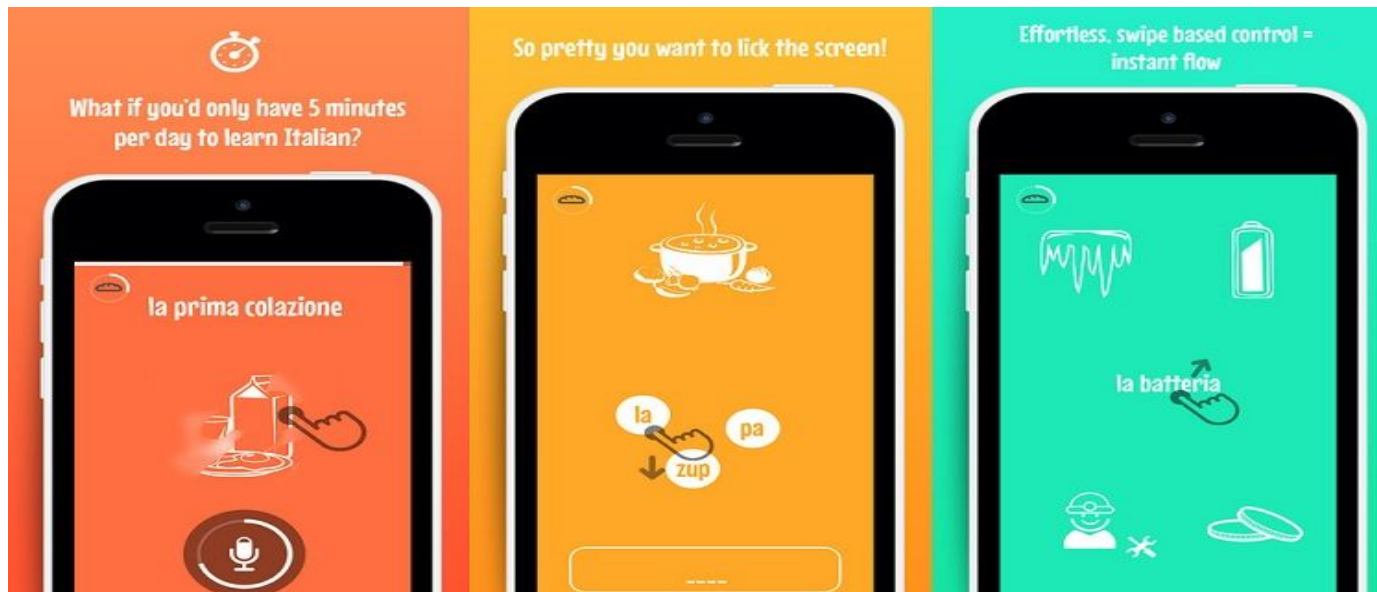 What if you'd only have 5 minutes
per day to learn Italian?
la prima colazione
So pretty you want to lick the screen!
la
pa
zup
----
Effortless, swipe based control =
instant flow
la batteria